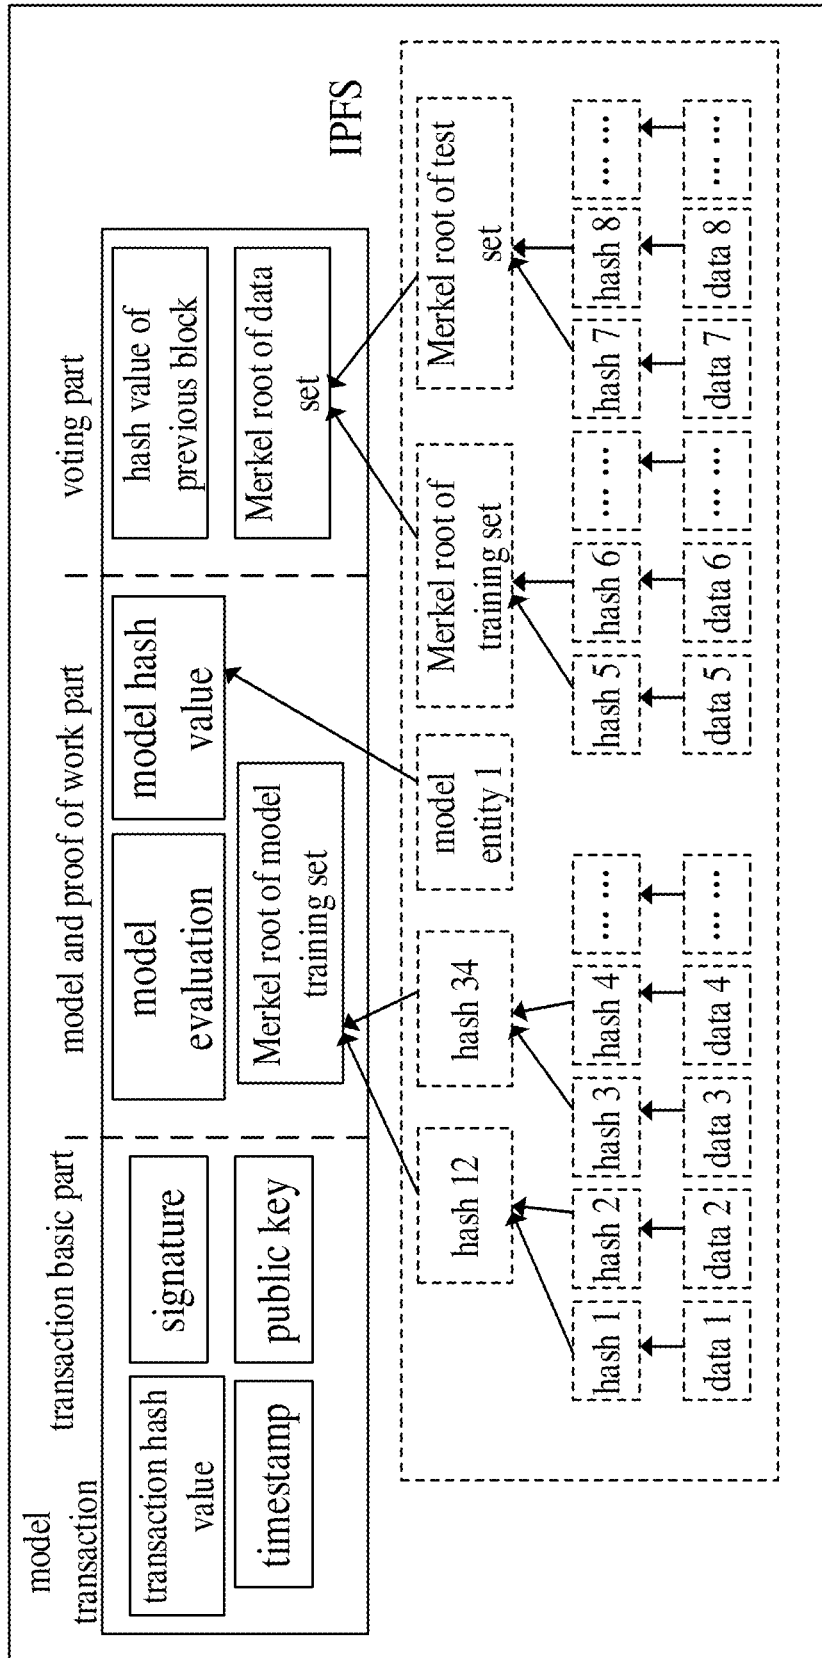 model
transaction
transaction basic part
model and proof of work part
voting part
transaction hash
value
signature
timestamp
public key
model
evaluation
model hash
value
Merkel root of model
training set
hash value of
previous block
Merkel root of data
set
IPFS
hash 12
hash 34
model
entity 1
Merkel root of
training set
Merkel root of test
set
hash 1
hash 2
hash 3
hash 4
... ...
hash 5
hash 6
... ...
hash 7
hash 8
... ...
data 1
data 2
data 3
data 4
... ...
data 5
data 6
... ...
data 7
data 8
... ...